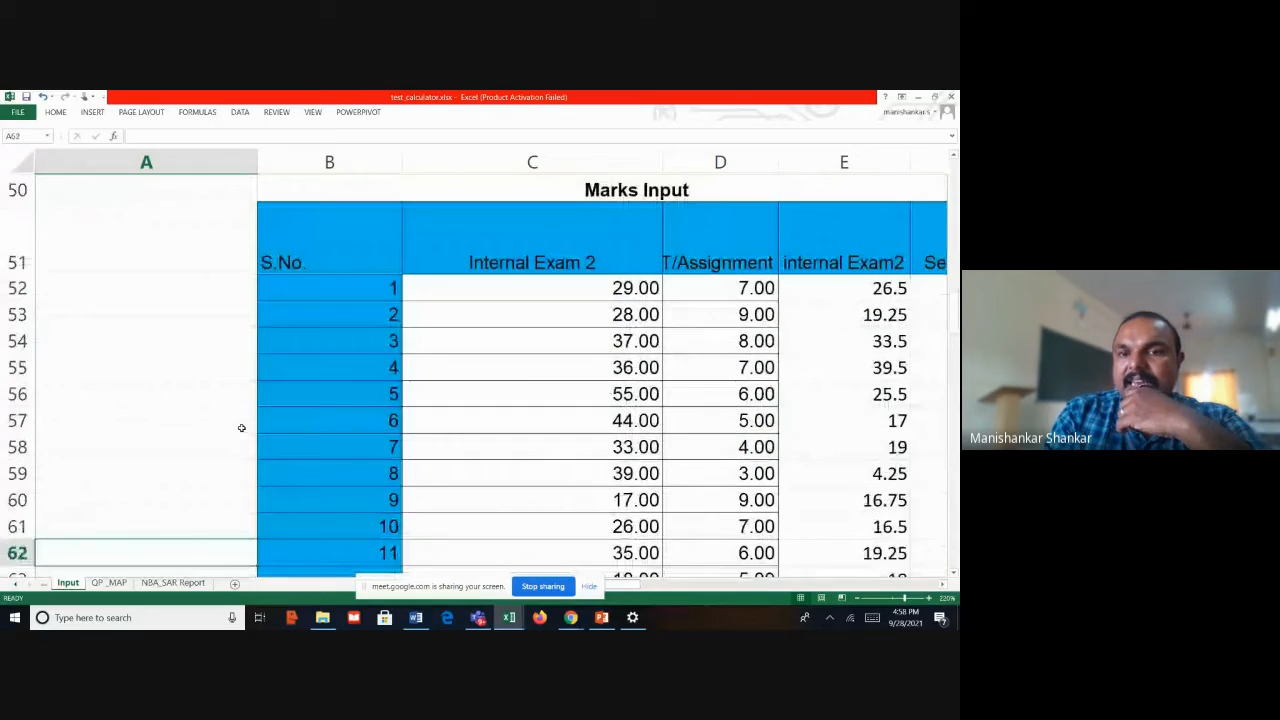 test_calculator.xlsx - Excel (Product Activation Failed)
FILE HOME INSERT PAGE LAYOUT FORMULAS DATA REVIEW VIEW POWERPIVOT manishankar s
A62 fx
A B C D E
50 Marks Input
51 S.No. Internal Exam 2 T/Assignment internal Exam2 Se
52 1 29.00 7.00 26.5
53 2 28.00 9.00 19.25
54 3 37.00 8.00 33.5
55 4 36.00 7.00 39.5
56 5 55.00 6.00 25.5
57 6 44.00 5.00 17
58 7 33.00 4.00 19
59 8 39.00 3.00 4.25
60 9 17.00 9.00 16.75
61 10 26.00 7.00 16.5
62 11 35.00 6.00 19.25
Input QP_MAP NBA_SAR Report
meet.google.com is sharing your screen. Stop sharing Hide
READY 220%
Type here to search
4:58 PM
9/28/2021
Manishankar Shankar